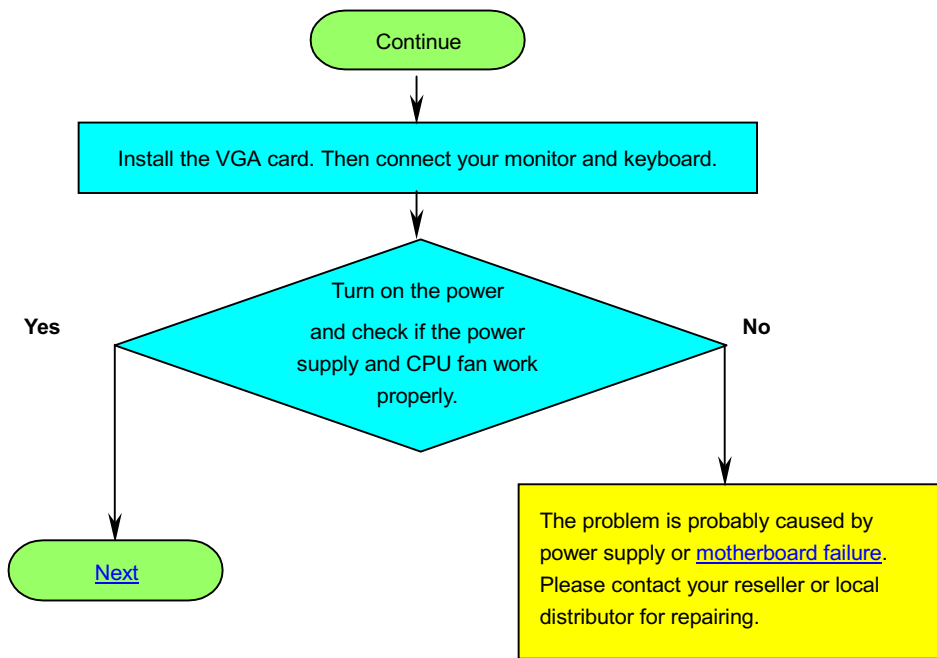 Continue
Install the VGA card. Then connect your monitor and keyboard.
Turn on the power
and check if the power
supply and CPU fan work
properly.
Yes
No
Next
The problem is probably caused by
power supply or motherboard failure.
Please contact your reseller or local
distributor for repairing.